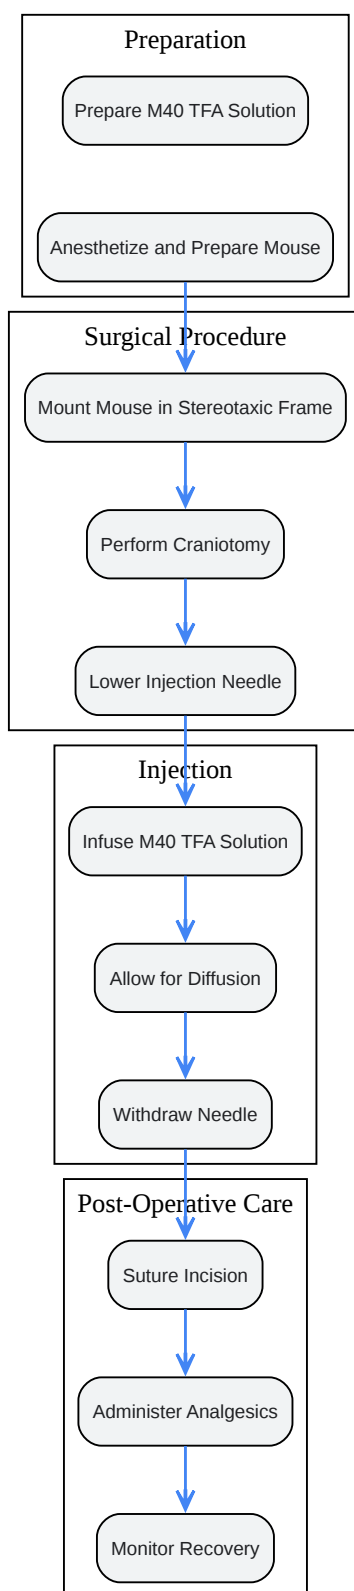 Preparation
Prepare M40 TFA Solution
Anesthetize and Prepare Mouse
Surgical Procedure
Mount Mouse in Stereotaxic Frame
Perform Craniotomy
Lower Injection Needle
Injection
Infuse M40 TFA Solution
Allow for Diffusion
Withdraw Needle
Post-Operative Care
Suture Incision
Administer Analgesics
Monitor Recovery